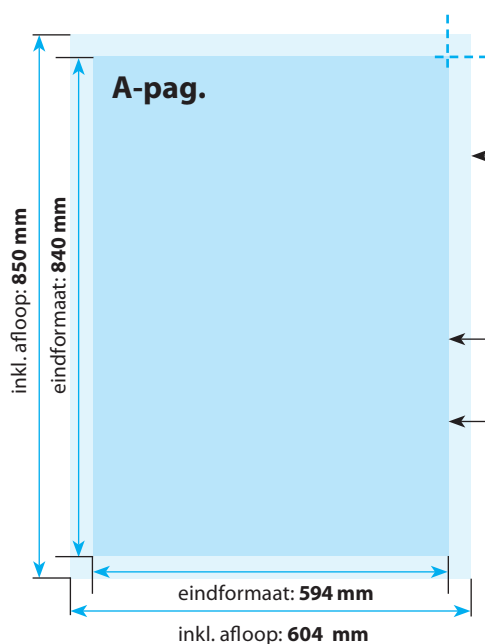 A-pag.
inkl. afloop: 850 mm
eindformaat: 840 mm
eindformaat: 594 mm
inkl. afloop: 604 mm